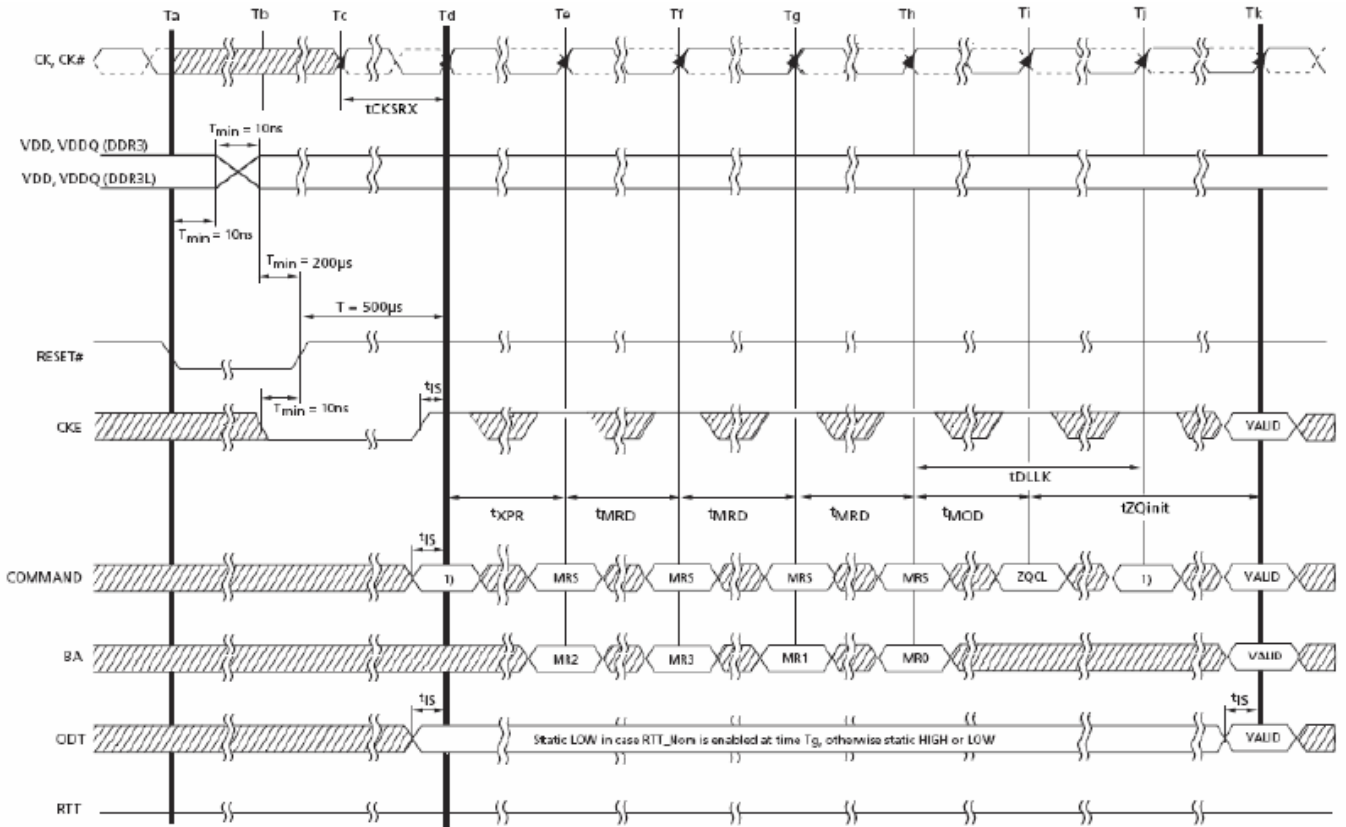 Ta Tb Tc Td Te Tf Tg Th Ti Tj Tk
CK, CK#
tCKSRX
Tmin = 10ns
VDD, VDDQ (DDR3)
VDD, VDDQ (DDR3L)
Tmin = 10ns
Tmin = 200µs
T = 500µs
RESET#
tIS
Tmin = 10ns
CKE VALID
tDLLK
tXPR tMRD tMRD tMRD tMOD tZQinit
tIS
COMMAND 1) MRS MRS MRS MRS ZQCL 1) VALID
BA MR2 MR3 MR1 MR0 VALID
tIS tIS
ODT Static LOW in case RTT_Nom is enabled at time Tg, otherwise static HIGH or LOW VALID
RTT